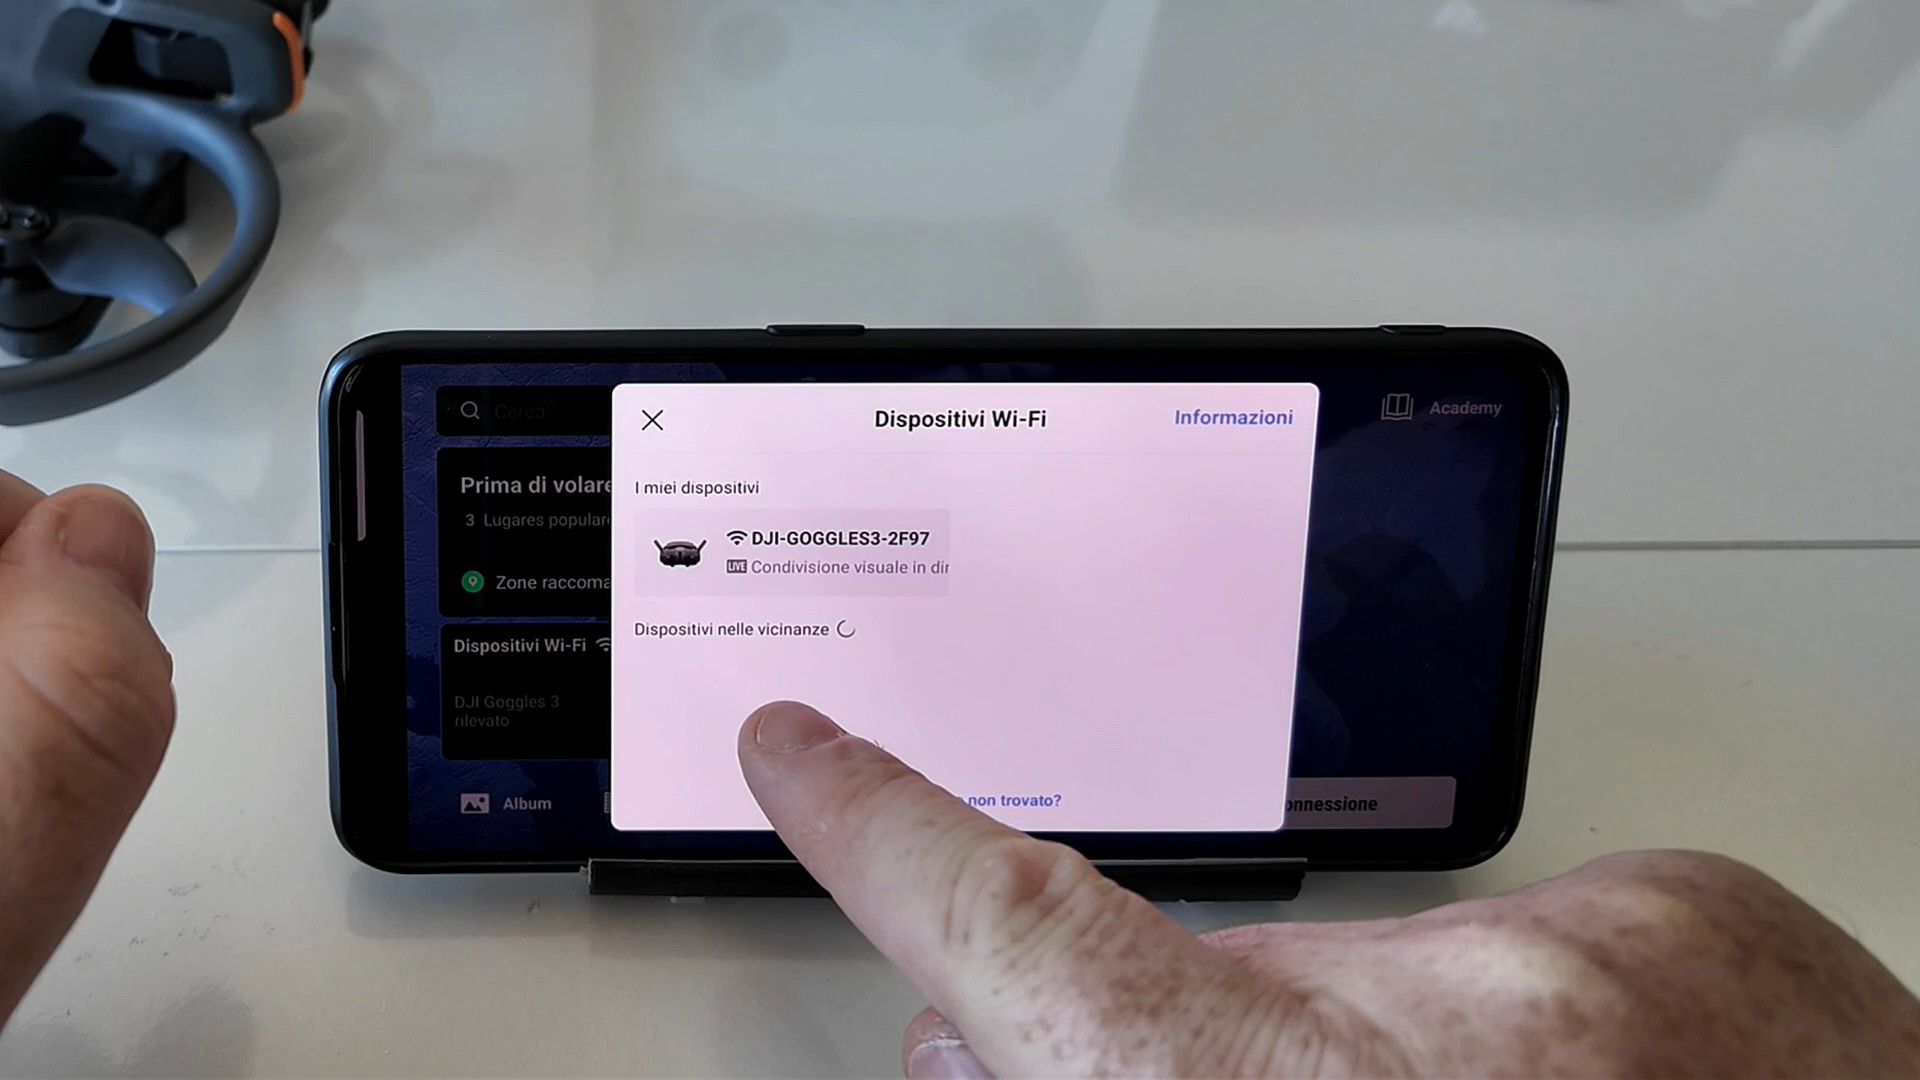 Cerca
Academy
Prima di volare
3 Lugares popular
Zone raccoma
Dispositivi Wi-Fi
DJI Goggles 3
rilevato
Album
Dispositivi Wi-Fi
Informazioni
I miei dispositivi
DJI-GOGGLES3-2F97
LIVE Condivisione visuale in dir
Dispositivi nelle vicinanze
non trovato?
onnessione